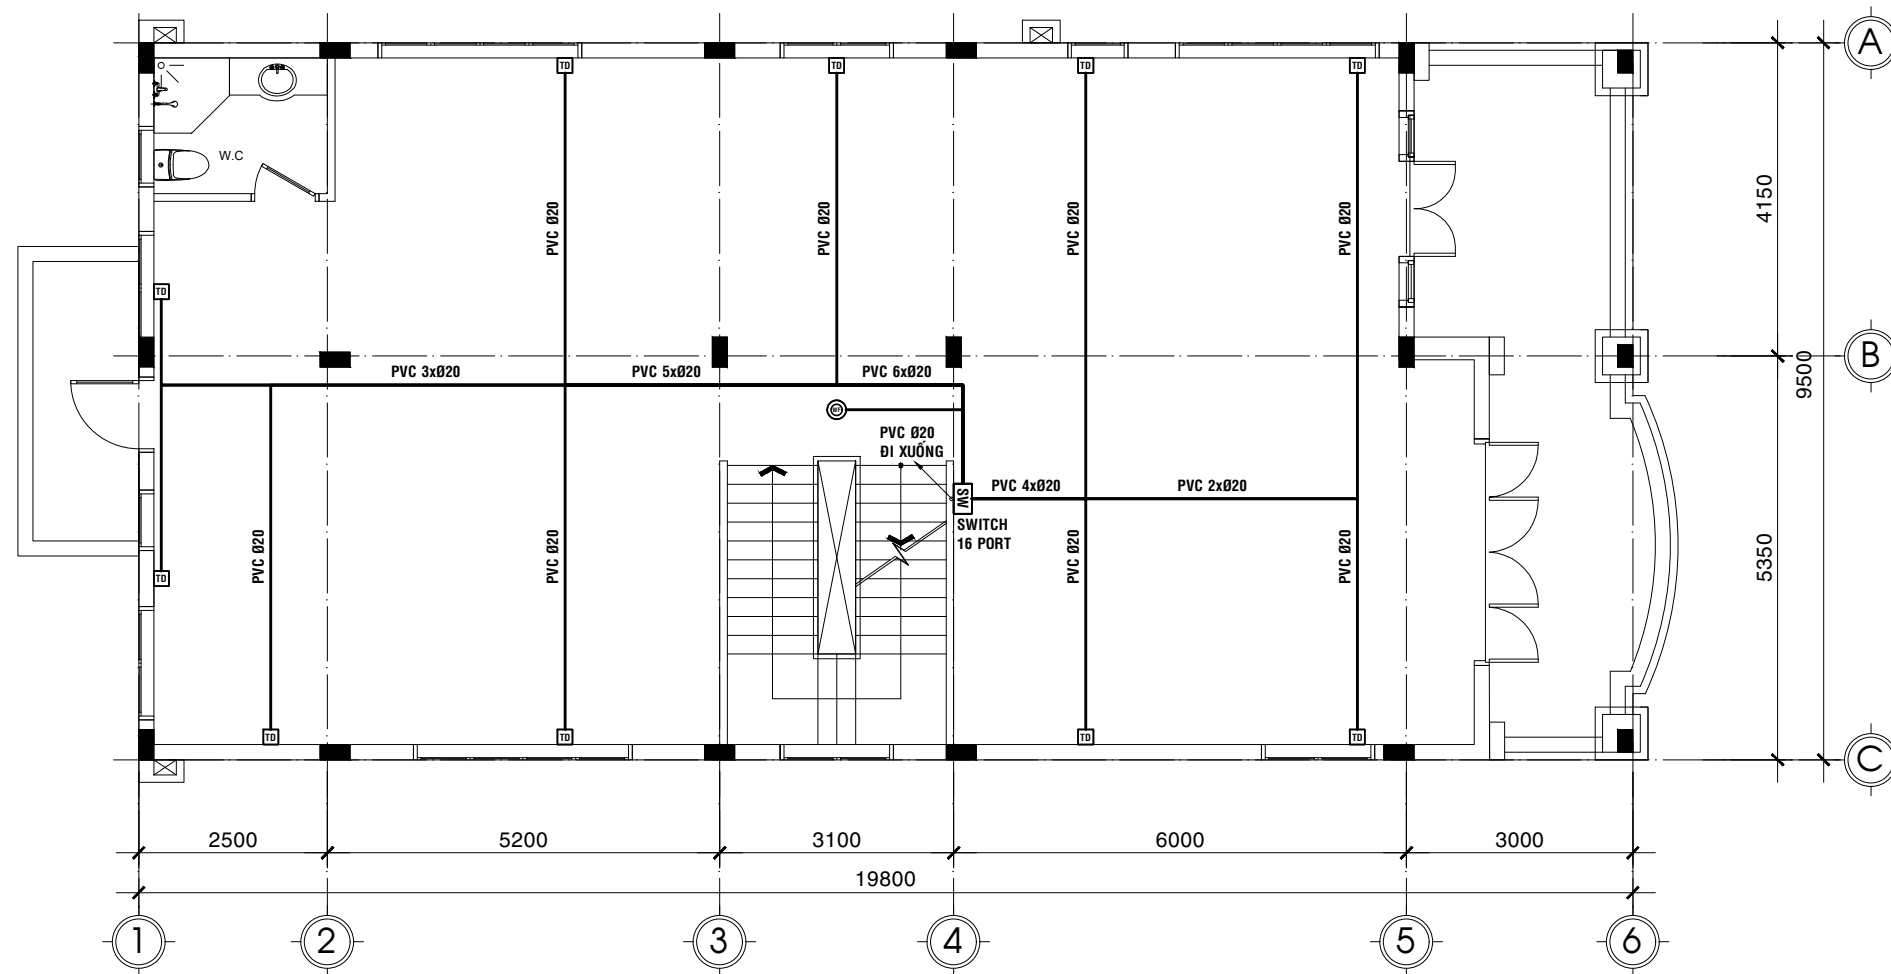 A
TD
TD
TD
TD
W.C
PVC Ø20
PVC Ø20
PVC Ø20
PVC Ø20
4150
TD
9500
B
PVC 3xØ20
PVC 5xØ20
PVC 6xØ20
WF
PVC Ø20
ĐI XUỐNG
SW
PVC 4xØ20
PVC 2xØ20
SWITCH
16 PORT
TD
PVC Ø20
PVC Ø20
PVC Ø20
PVC Ø20
5350
TD
TD
TD
TD
C
2500
5200
3100
6000
3000
19800
1
2
3
4
5
6